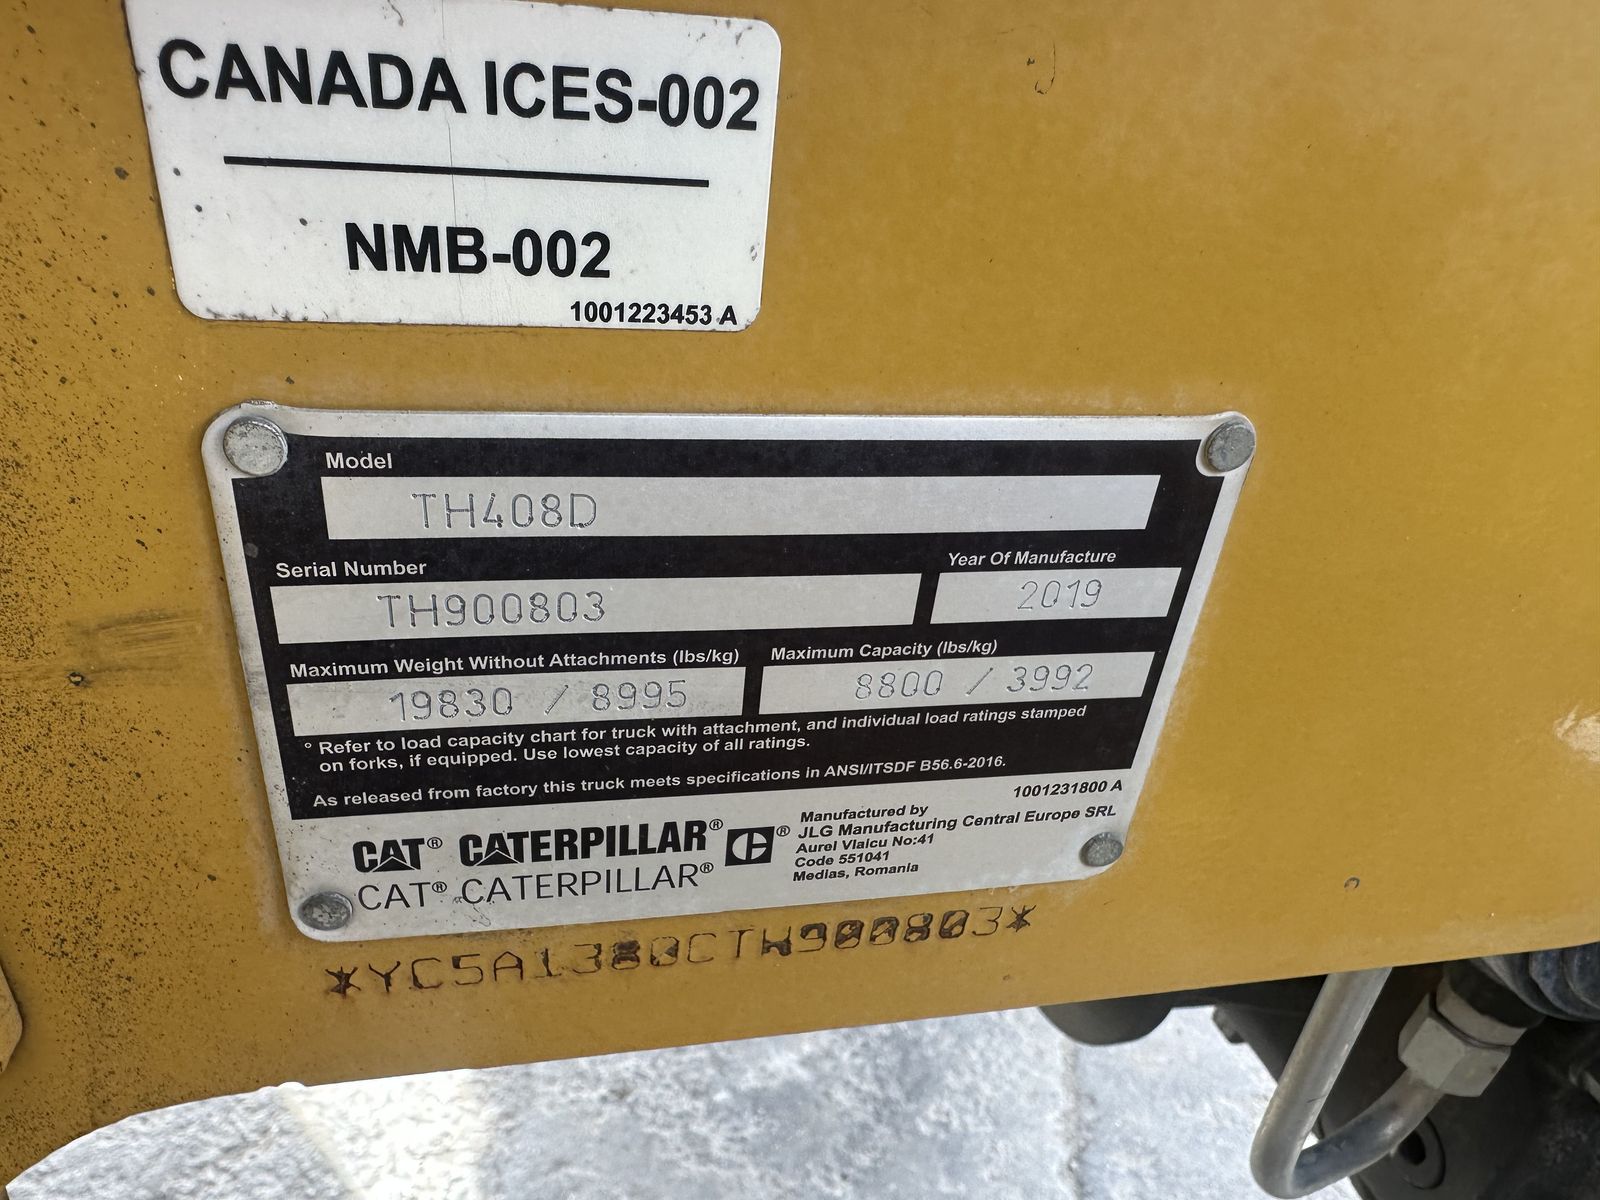 CANADA ICES-002
NMB-002
1001223453 A
Model
TH408D
Serial Number
Year Of Manufacture
TH900803
2019
Maximum Weight Without Attachments (lbs/kg)
Maximum Capacity (lbs/kg)
19830 / 8995
8800 / 3992
° Refer to load capacity chart for truck with attachment, and individual load ratings stamped
on forks, if equipped. Use lowest capacity of all ratings.
As released from factory this truck meets specifications in ANSI/ITSDF B56.6-2016.
1001231800 A
CAT® CATERPILLAR® C®
CAT® CATERPILLAR®
Manufactured by
JLG Manufacturing Central Europe SRL
Aurel Vlaicu No:41
Code 551041
Medias, Romania
*YC5A1380CTH900803*